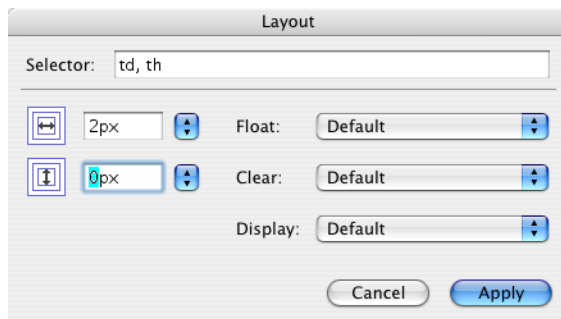 Layout
Selector: td, th
2px Float: Default
0px Clear: Default
Display: Default
Cancel Apply